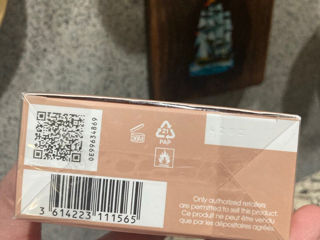 0E99634869
21
PAP
3 614223 111565
Only authorized retailers
are permitted to sell this product.
Ce produit ne peut être vendu
que par les dépositaires agréés.